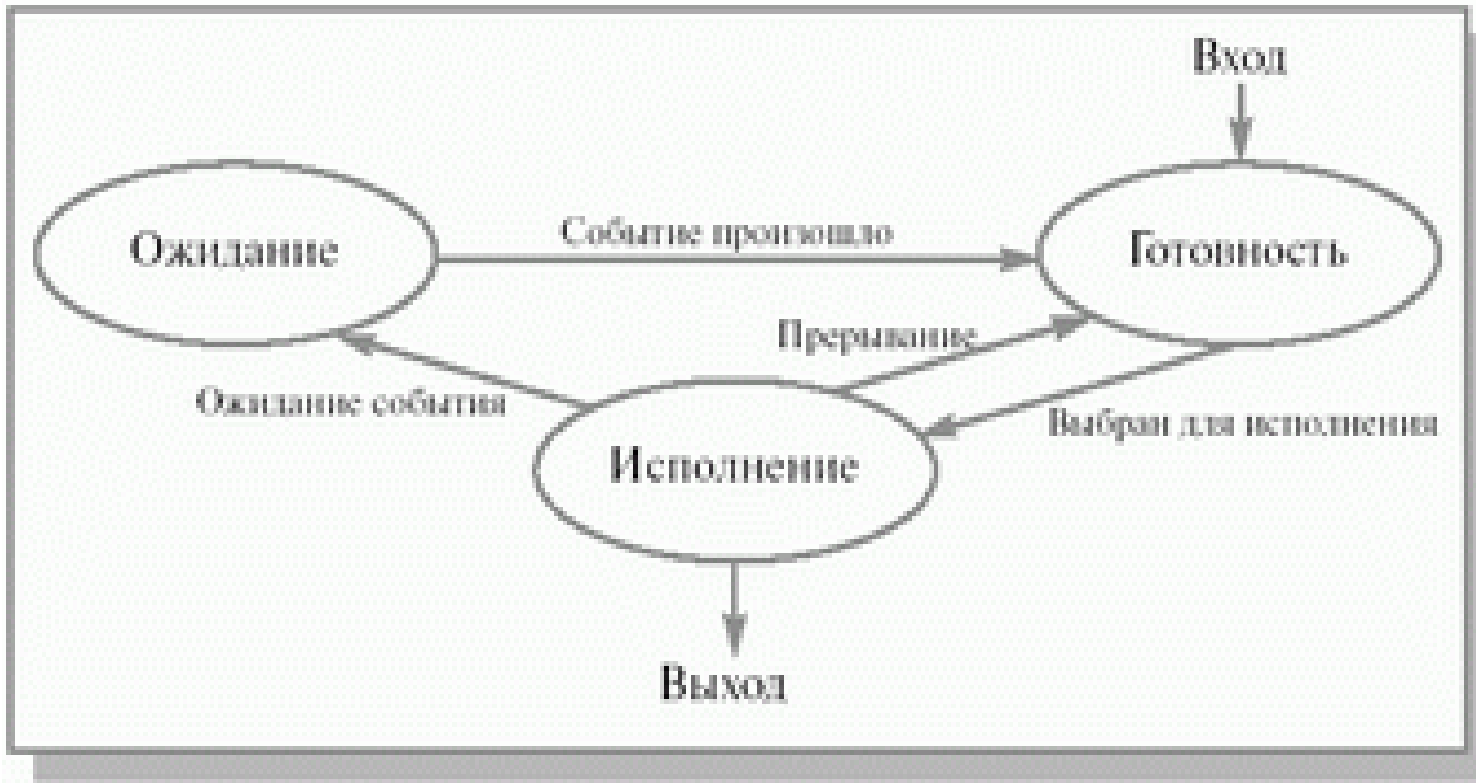 Вход
Ожидание
Событие произошло
Готовность
Прерывание
Ожидание события
Выбран для исполнения
Исполнение
Выход